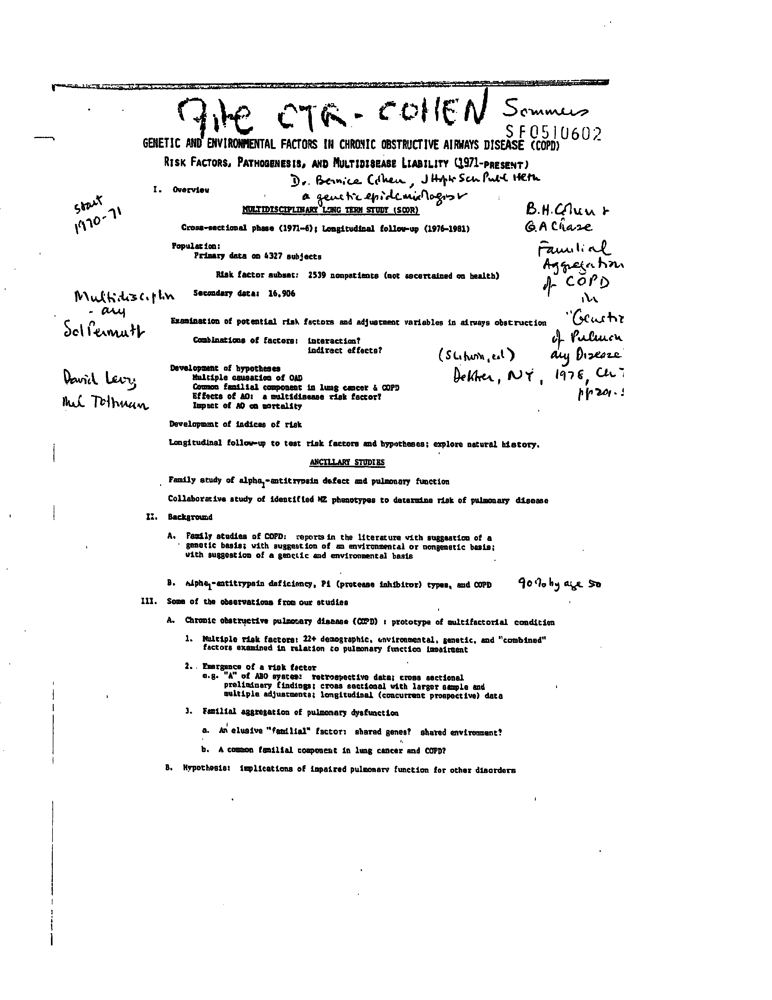 File CTR - COHEN Sommers
SF0510602
GENETIC AND ENVIRONMENTAL FACTORS IN CHRONIC OBSTRUCTIVE AIRWAYS DISEASE (COPD)
RISK FACTORS, PATHOGENESIS, AND MULTIDISEASE LIABILITY (1971-PRESENT)
Dr. Bernice Cohen, J Hopk Sch Publ Hlth
a genetic epidemiologist
start
1970-71
I. Overview
MULTIDISCIPLINARY LONG TERM STUDY (SCOR)
B.H. Cohen +
G.A Chase
Familial
Aggregation
of COPD
in
"Genetic
of Pulmon
ary Disease"
Dekker, NY, 1978, Ch 7
pp 201-
Cross-sectional phase (1971-6); Longitudinal follow-up (1976-1981)
Population:
Primary data on 4327 subjects
Risk factor subset: 2539 nonpatients (not ascertained on health)
Secondary data: 16,906
Multidisciplin
- ary
Sol Permutt
Examination of potential risk factors and adjustment variables in airways obstruction
Combinations of factors: interaction?
indirect effects?
David Levy
Mel Tockman
Development of hypotheses
Multiple causation of OAD
Common familial component in lung cancer & COPD
Effects of AO: a multidisease risk factor?
Impact of AO on mortality
Development of indices of risk
Longitudinal follow-up to test risk factors and hypotheses; explore natural history.
ANCILLARY STUDIES
Family study of alpha1-antitrypsin defect and pulmonary function
Collaborative study of identified MZ phenotypes to determine risk of pulmonary disease
II. Background
A. Family studies of COPD: reports in the literature with suggestion of a
genetic basis; with suggestion of an environmental or nongenetic basis;
with suggestion of a genetic and environmental basis
B. Alpha1-antitrypsin deficiency, Pi (protease inhibitor) types, and COPD 90% by age 50
III. Some of the observations from our studies
A. Chronic obstructive pulmonary disease (COPD) : prototype of multifactorial condition
1. Multiple risk factors: 22+ demographic, environmental, genetic, and "combined"
factors examined in relation to pulmonary function impairment
2. Emergence of a risk factor
e.g. "A" of ABO system: retrospective data; cross sectional
preliminary findings; cross sectional with larger sample and
multiple adjustments; longitudinal (concurrent prospective) data
3. Familial aggregation of pulmonary dysfunction
a. An elusive "familial" factor: shared genes? shared environment?
b. A common familial component in lung cancer and COPD?
B. Hypothesis: implications of impaired pulmonary function for other disorders